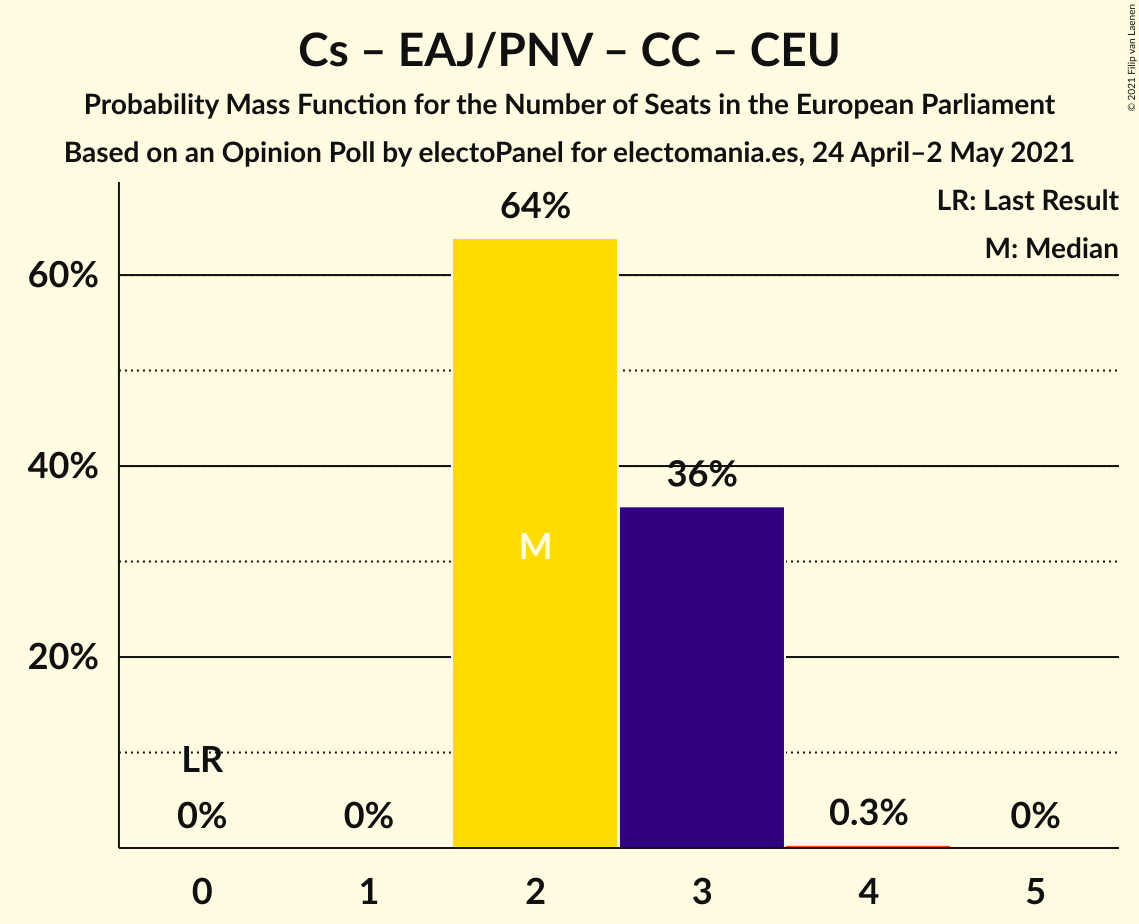 Cs – EAJ/PNV – CC – CEU
Probability Mass Function for the Number of Seats in the European Parliament
Based on an Opinion Poll by electoPanel for electomania.es, 24 April–2 May 2021
© 2021 Filip van Laenen
LR: Last Result
M: Median
64%
60%
40%
36%
M
20%
LR
0%
0%
0.3%
0%
0 1 2 3 4 5